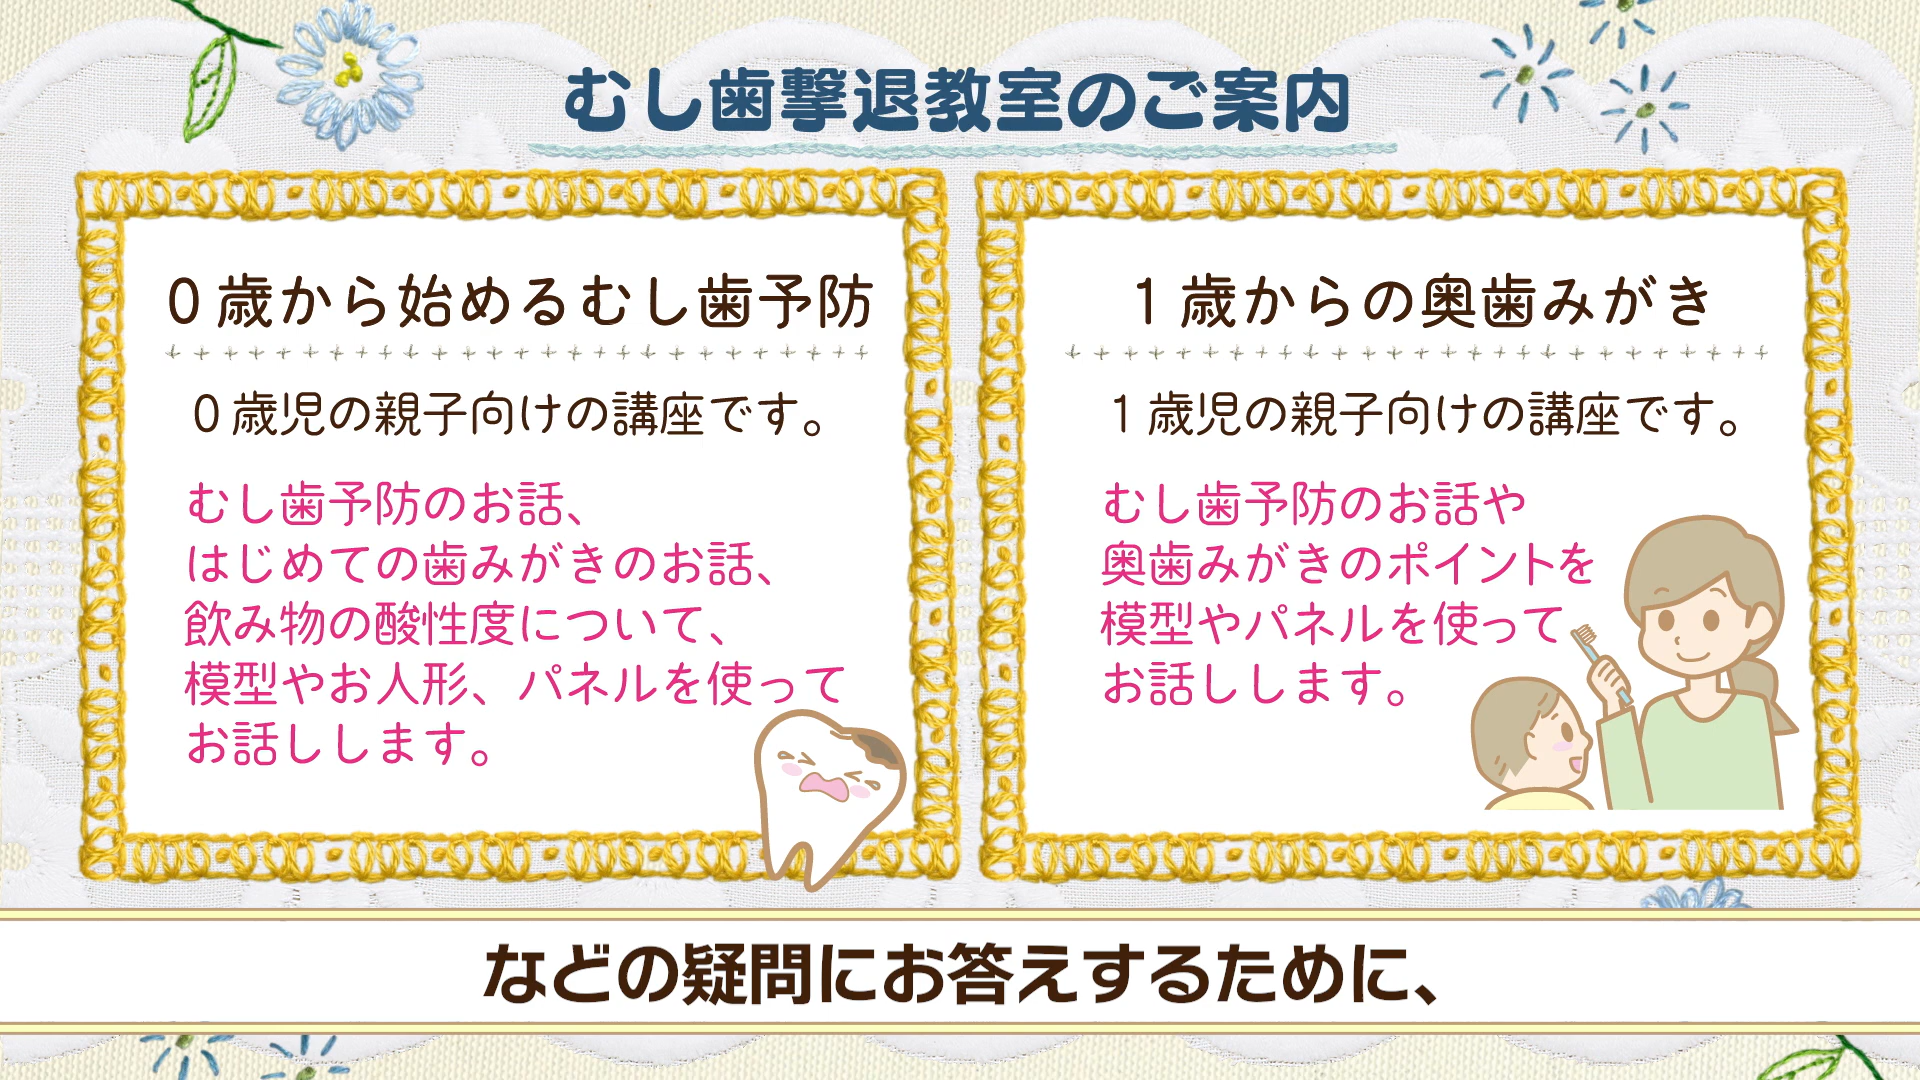 むし歯撃退教室のご案内
０歳から始めるむし歯予防
０歳児の親子向けの講座です。
むし歯予防のお話、
はじめての歯みがきのお話、
飲み物の酸性度について、
模型やお人形、パネルを使って
お話しします。
１歳からの奥歯みがき
１歳児の親子向けの講座です。
むし歯予防のお話や
奥歯みがきのポイントを
模型やパネルを使って
お話しします。
などの疑問にお答えするために、